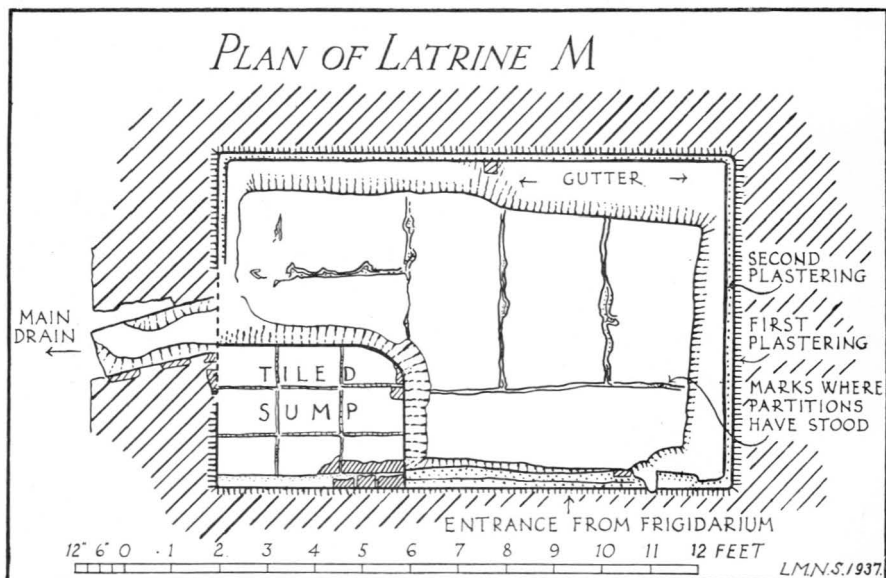 PLAN OF LATRINE M
← GUTTER →
SECOND
PLASTERING
FIRST
PLASTERING
MARKS WHERE
PARTITIONS
HAVE STOOD
MAIN
DRAIN
←
TILED
SUMP
ENTRANCE FROM FRIGIDARIUM
12" 6" 0 1 2 3 4 5 6 7 8 9 10 11 12 FEET
L.M.N.S. 1937.